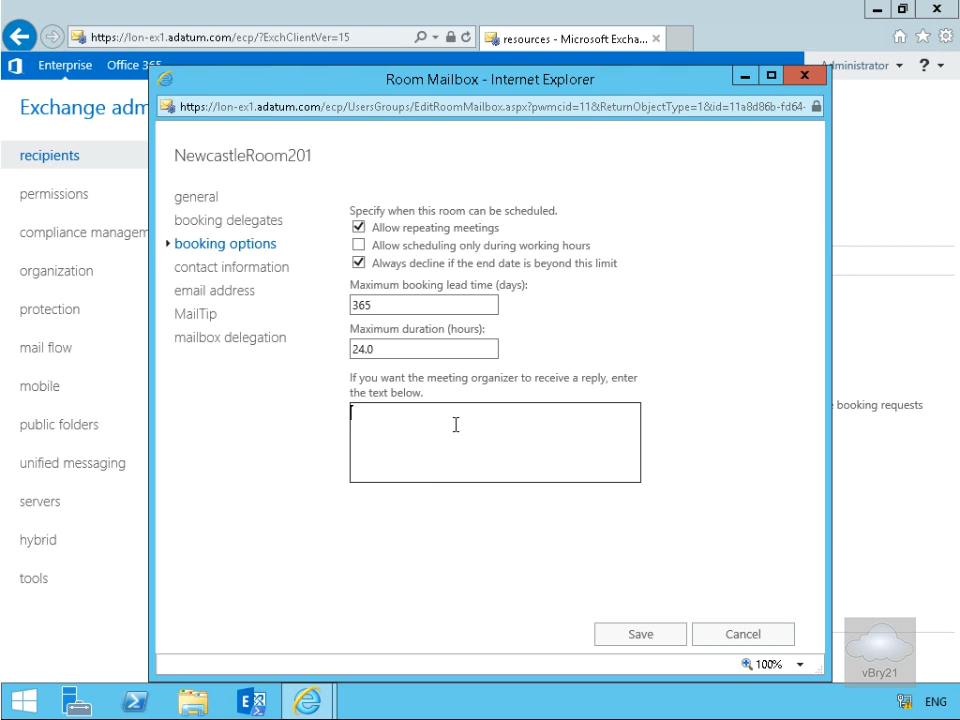 https://lon-ex1.adatum.com/ecp/?ExchClientVer=15
resources - Microsoft Excha...
Enterprise Office 365
Administrator ?
Room Mailbox - Internet Explorer
https://lon-ex1.adatum.com/ecp/UsersGroups/EditRoomMailbox.aspx?pwmcid=11&ReturnObjectType=1&id=11a8d86b-fd64-
Exchange adm
recipients
permissions
compliance managem
organization
protection
mail flow
mobile
public folders
unified messaging
servers
hybrid
tools
NewcastleRoom201
general
booking delegates
booking options
contact information
email address
MailTip
mailbox delegation
Specify when this room can be scheduled.
Allow repeating meetings
Allow scheduling only during working hours
Always decline if the end date is beyond this limit
Maximum booking lead time (days):
365
Maximum duration (hours):
24.0
If you want the meeting organizer to receive a reply, enter
the text below.
booking requests
Save Cancel
100%
vBry21
ENG